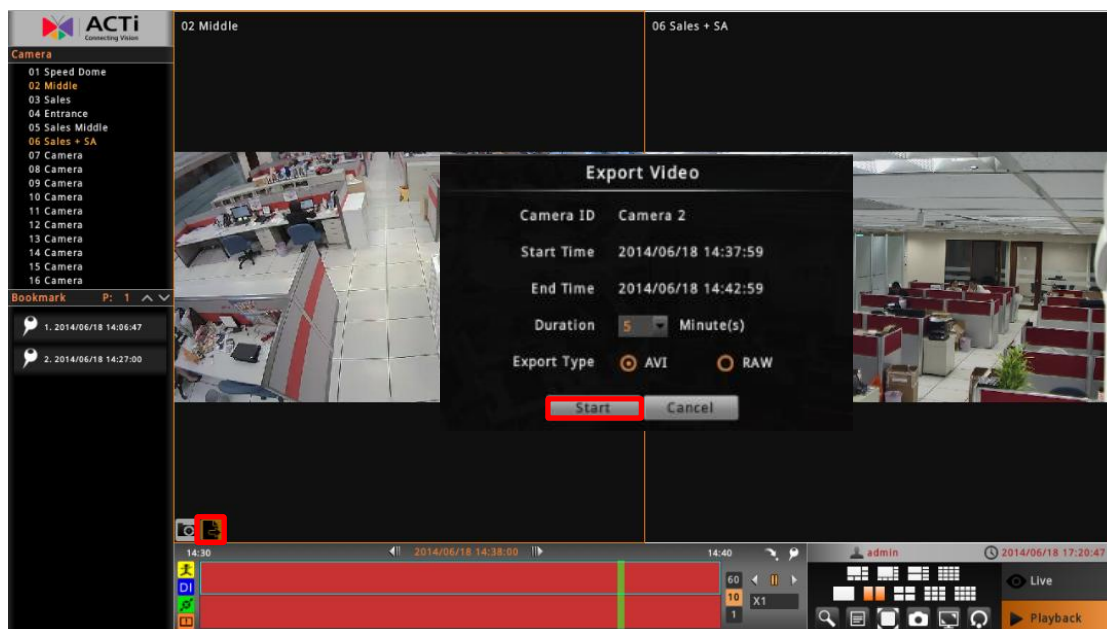 ACTi
Connecting Vision
Camera
01 Speed Dome
02 Middle
03 Sales
04 Entrance
05 Sales Middle
06 Sales + SA
07 Camera
08 Camera
09 Camera
10 Camera
11 Camera
12 Camera
13 Camera
14 Camera
15 Camera
16 Camera
Bookmark P: 1
1. 2014/06/18 14:06:47
2. 2014/06/18 14:27:00
02 Middle
06 Sales + SA
Export Video
Camera ID Camera 2
Start Time 2014/06/18 14:37:59
End Time 2014/06/18 14:42:59
Duration 5 Minute(s)
Export Type AVI RAW
Start Cancel
14:30 2014/06/18 14:38:00 14:40
DI
60
10
1
X1
admin 2014/06/18 17:20:47
Live
Playback